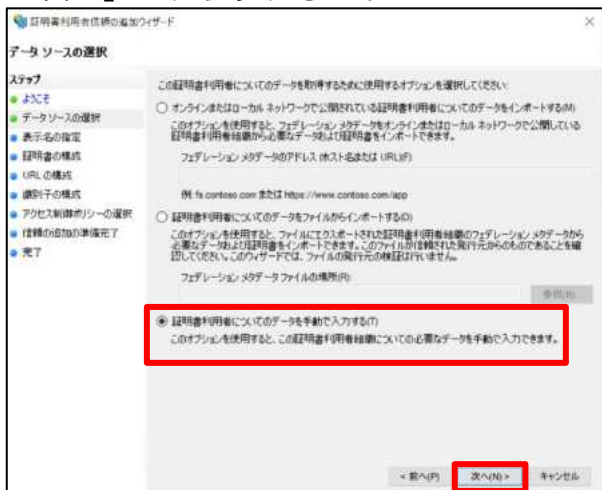 証明書利用者信頼の追加ウィザード
データ ソースの選択
ステップ
ようこそ
データ ソースの選択
表示名の指定
証明書の構成
URL の構成
識別子の構成
アクセス制御ポリシーの選択
信頼の追加の準備完了
完了
この証明書利用者についてのデータを取得するために使用するオプションを選択してください:
オンラインまたはローカル ネットワークで公開されている証明書利用者についてのデータをインポートする(M)
このオプションを使用すると、フェデレーション メタデータをオンラインまたはローカル ネットワークで公開している
証明書利用者組織から必要なデータおよび証明書をインポートできます。
フェデレーション メタデータのアドレス (ホスト名または URL)(F):
例: fs.contoso.com または https://www.contoso.com/app
証明書利用者についてのデータをファイルからインポートする(O)
このオプションを使用すると、ファイルにエクスポートされた証明書利用者組織のフェデレーション メタデータから
必要なデータおよび証明書をインポートできます。このファイルが信頼された発行元からのものであることを確
認してください。このウィザードでは、ファイルの発行元の検証は行いません。
フェデレーション メタデータ ファイルの場所(R):
参照(B)...
証明書利用者についてのデータを手動で入力する(T)
このオプションを使用すると、この証明書利用者組織についての必要なデータを手動で入力できます。
< 前へ(P)
次へ(N) >
キャンセル